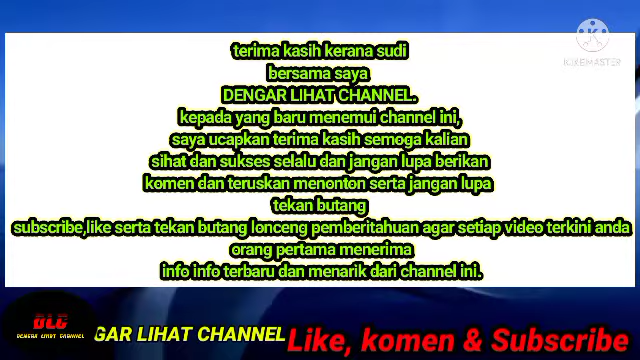 terima kasih kerana sudi
bersama saya
DENGAR LIHAT CHANNEL.
kepada yang baru menemui channel ini,
saya ucapkan terima kasih semoga kalian
sihat dan sukses selalu dan jangan lupa berikan
komen dan teruskan menonton serta jangan lupa
tekan butang
subscribe,like serta tekan butang lonceng pemberitahuan agar setiap video terkini anda
orang pertama menerima
info info terbaru dan menarik dari channel ini.
KINEMASTER
DLC
DENGAR LIHAT CHANNEL
GAR LIHAT CHANNEL
Like, komen & Subscribe